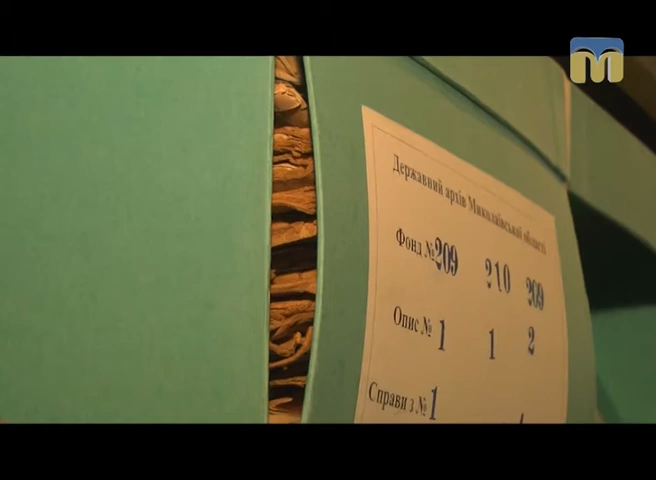 М
Державний архів Миколаївської області
Фонд № 209 210 209
Опис № 1 1 2
Справи з № 1